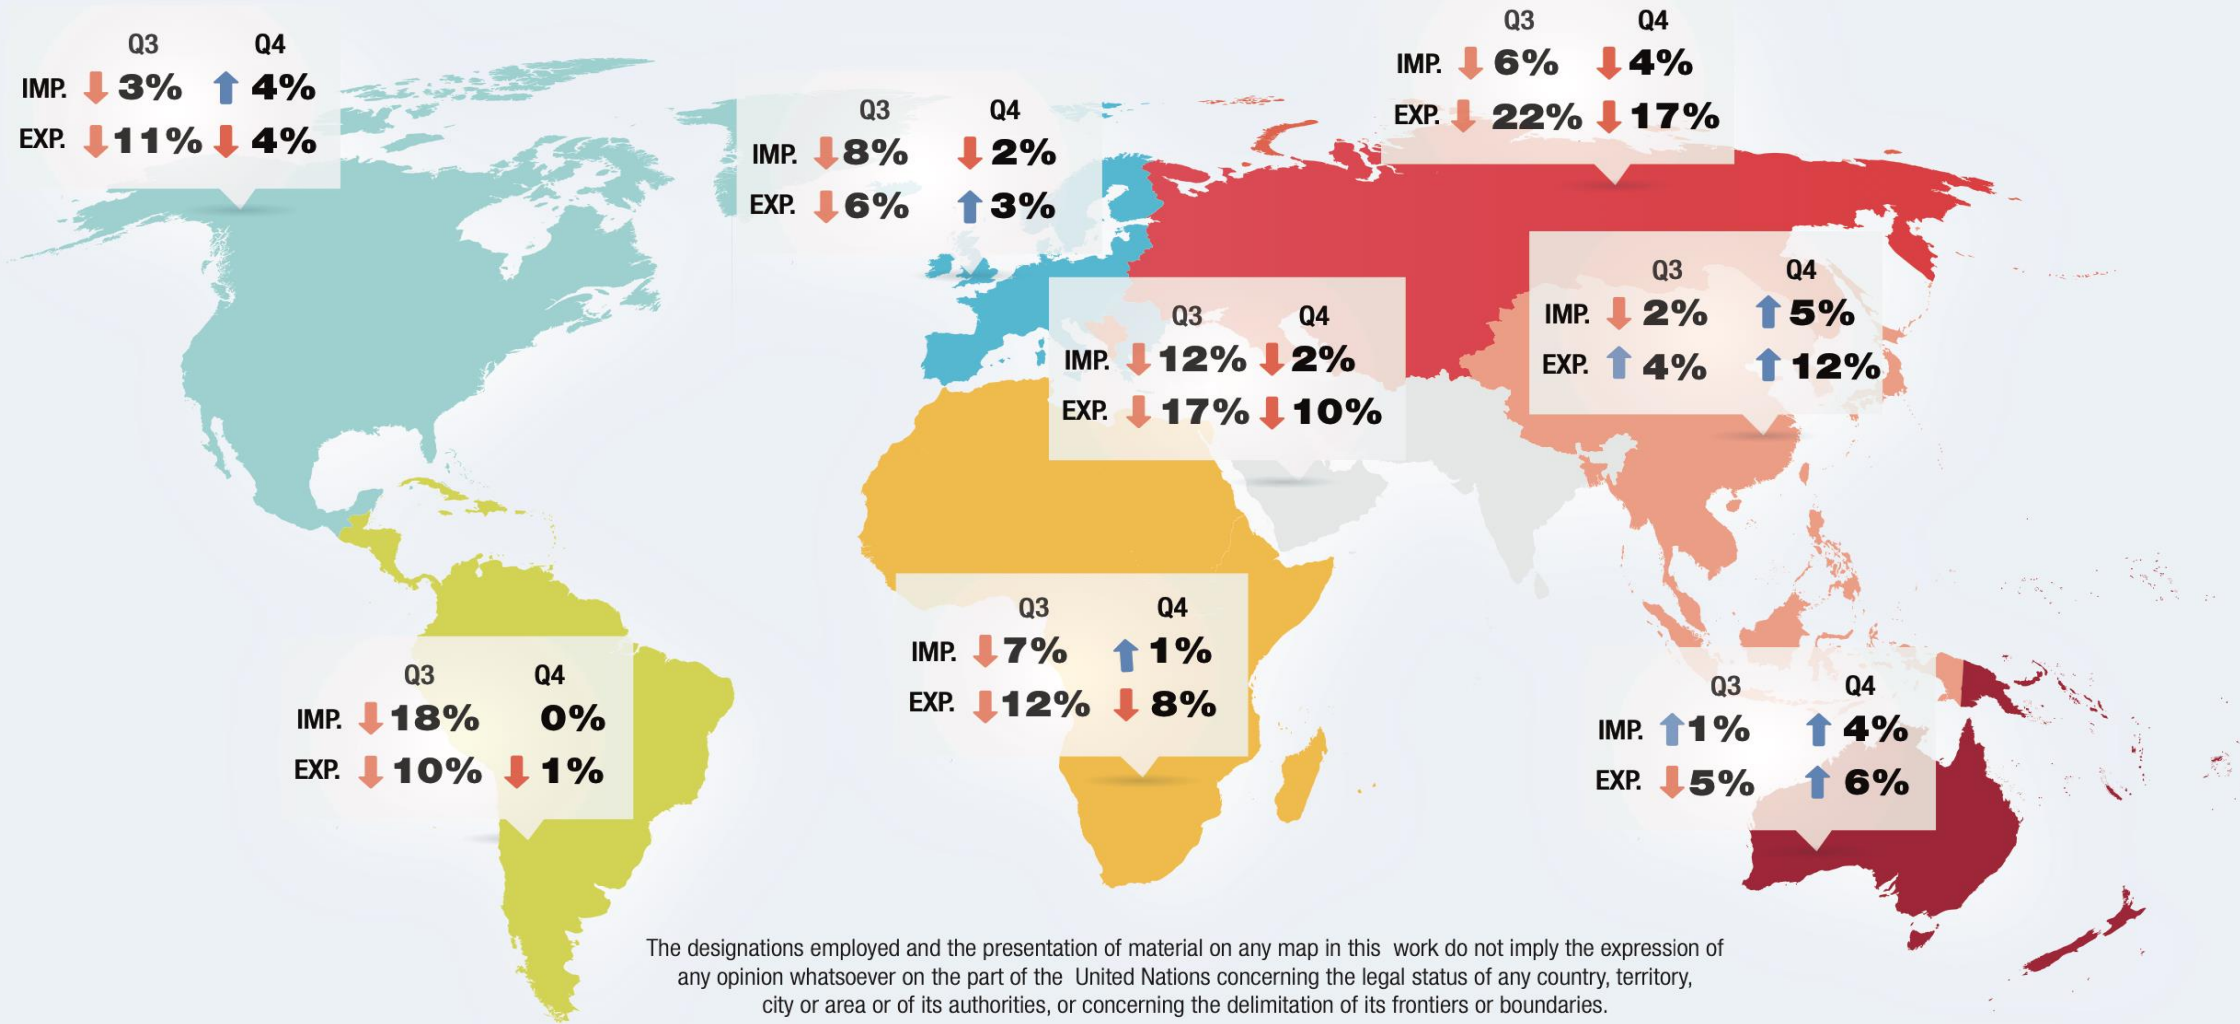 Q3 Q4
IMP. 3% 4%
EXP. 11% 4%
Q3 Q4
IMP. 8% 2%
EXP. 6% 3%
Q3 Q4
IMP. 6% 4%
EXP. 22% 17%
Q3 Q4
IMP. 12% 2%
EXP. 17% 10%
Q3 Q4
IMP. 2% 5%
EXP. 4% 12%
Q3 Q4
IMP. 18% 0%
EXP. 10% 1%
Q3 Q4
IMP. 7% 1%
EXP. 12% 8%
Q3 Q4
IMP. 1% 4%
EXP. 5% 6%
The designations employed and the presentation of material on any map in this work do not imply the expression of
any opinion whatsoever on the part of the United Nations concerning the legal status of any country, territory,
city or area or of its authorities, or concerning the delimitation of its frontiers or boundaries.